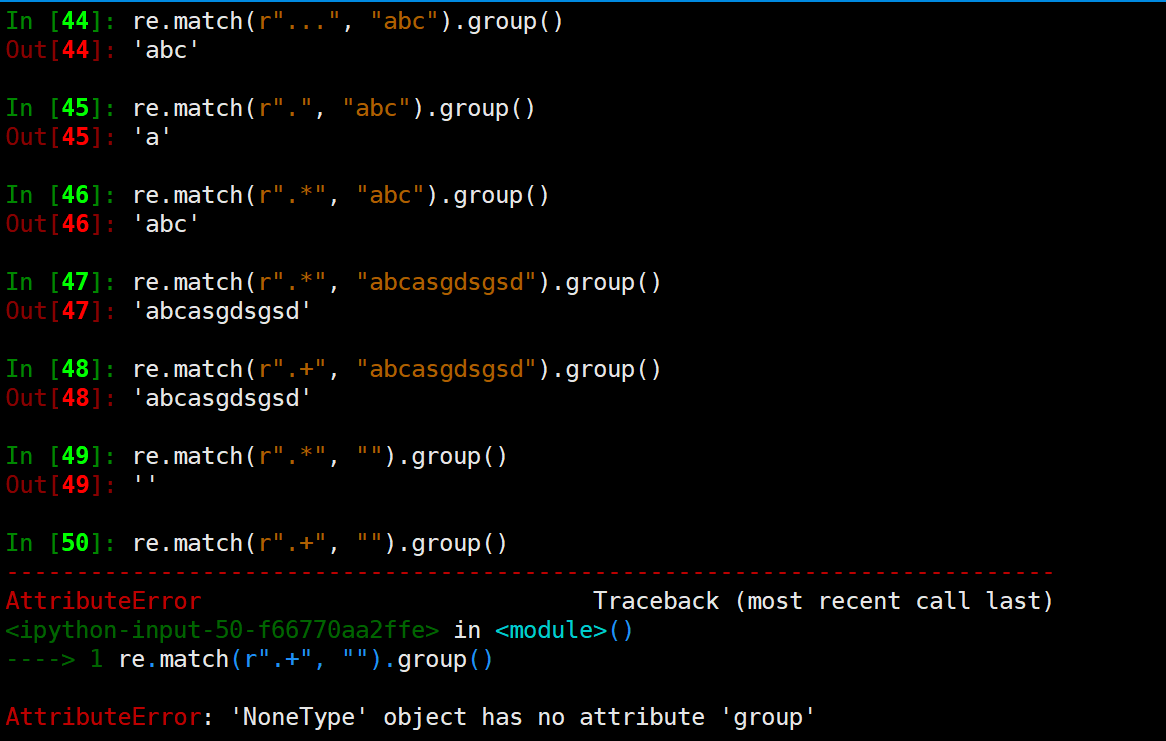 In [44]: re.match(r"...", "abc").group()
Out[44]: 'abc'
In [45]: re.match(r".", "abc").group()
Out[45]: 'a'
In [46]: re.match(r".*", "abc").group()
Out[46]: 'abc'
In [47]: re.match(r".*", "abcasgdsgsd").group()
Out[47]: 'abcasgdsgsd'
In [48]: re.match(r".+", "abcasgdsgsd").group()
Out[48]: 'abcasgdsgsd'
In [49]: re.match(r".*", "").group()
Out[49]: ''
In [50]: re.match(r".+", "").group()
---------------------------------------------------------------------------
AttributeError                            Traceback (most recent call last)
<ipython-input-50-f66770aa2ffe> in <module>()
----> 1 re.match(r".+", "").group()
AttributeError: 'NoneType' object has no attribute 'group'